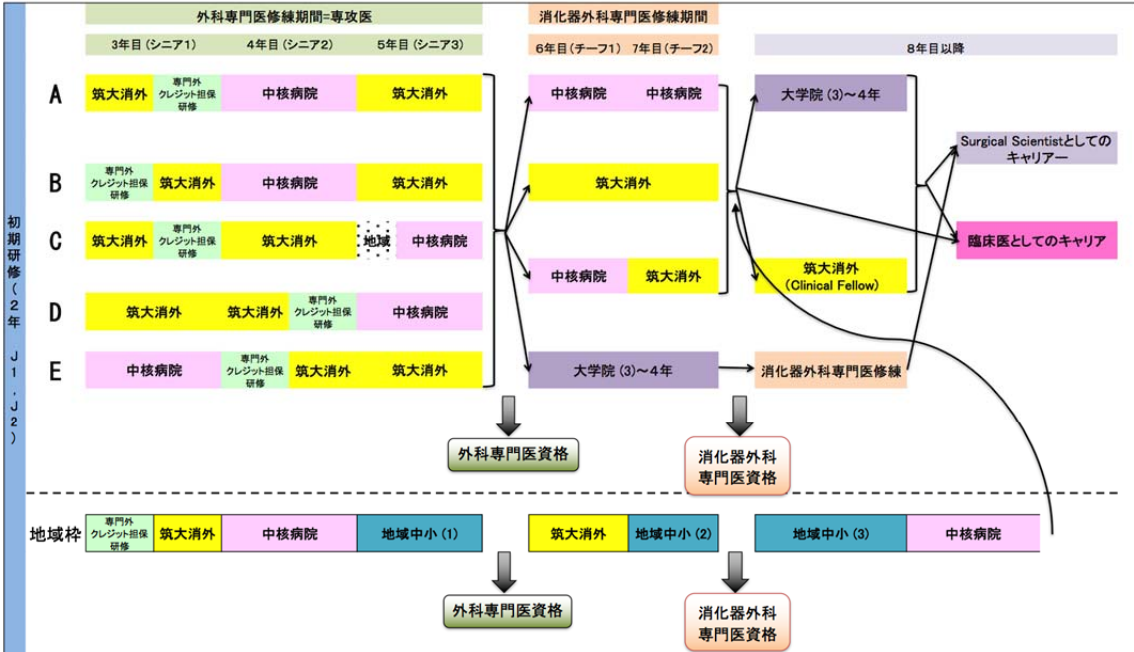 外科専門医修練期間=専攻医
消化器外科専門医修練期間
3年目(シニア1)
4年目(シニア2)
5年目(シニア3)
6年目(チーフ1)
7年目(チーフ2)
8年目以降
初期研修(2年 J1,J2)
A
筑大消外
専門外
クレジット担保
研修
中核病院
筑大消外
中核病院
中核病院
大学院(3)~4年
Surgical Scientistとしての
キャリアー
B
専門外
クレジット担保
研修
筑大消外
中核病院
筑大消外
筑大消外
C
筑大消外
専門外
クレジット担保
研修
筑大消外
地域
中核病院
臨床医としてのキャリア
中核病院
筑大消外
筑大消外
(Clinical Fellow)
D
筑大消外
筑大消外
専門外
クレジット担保
研修
中核病院
E
中核病院
専門外
クレジット担保
研修
筑大消外
筑大消外
大学院(3)~4年
消化器外科専門医修練
外科専門医資格
消化器外科
専門医資格
地域枠
専門外
クレジット担保
研修
筑大消外
中核病院
地域中小(1)
筑大消外
地域中小(2)
地域中小(3)
中核病院
外科専門医資格
消化器外科
専門医資格